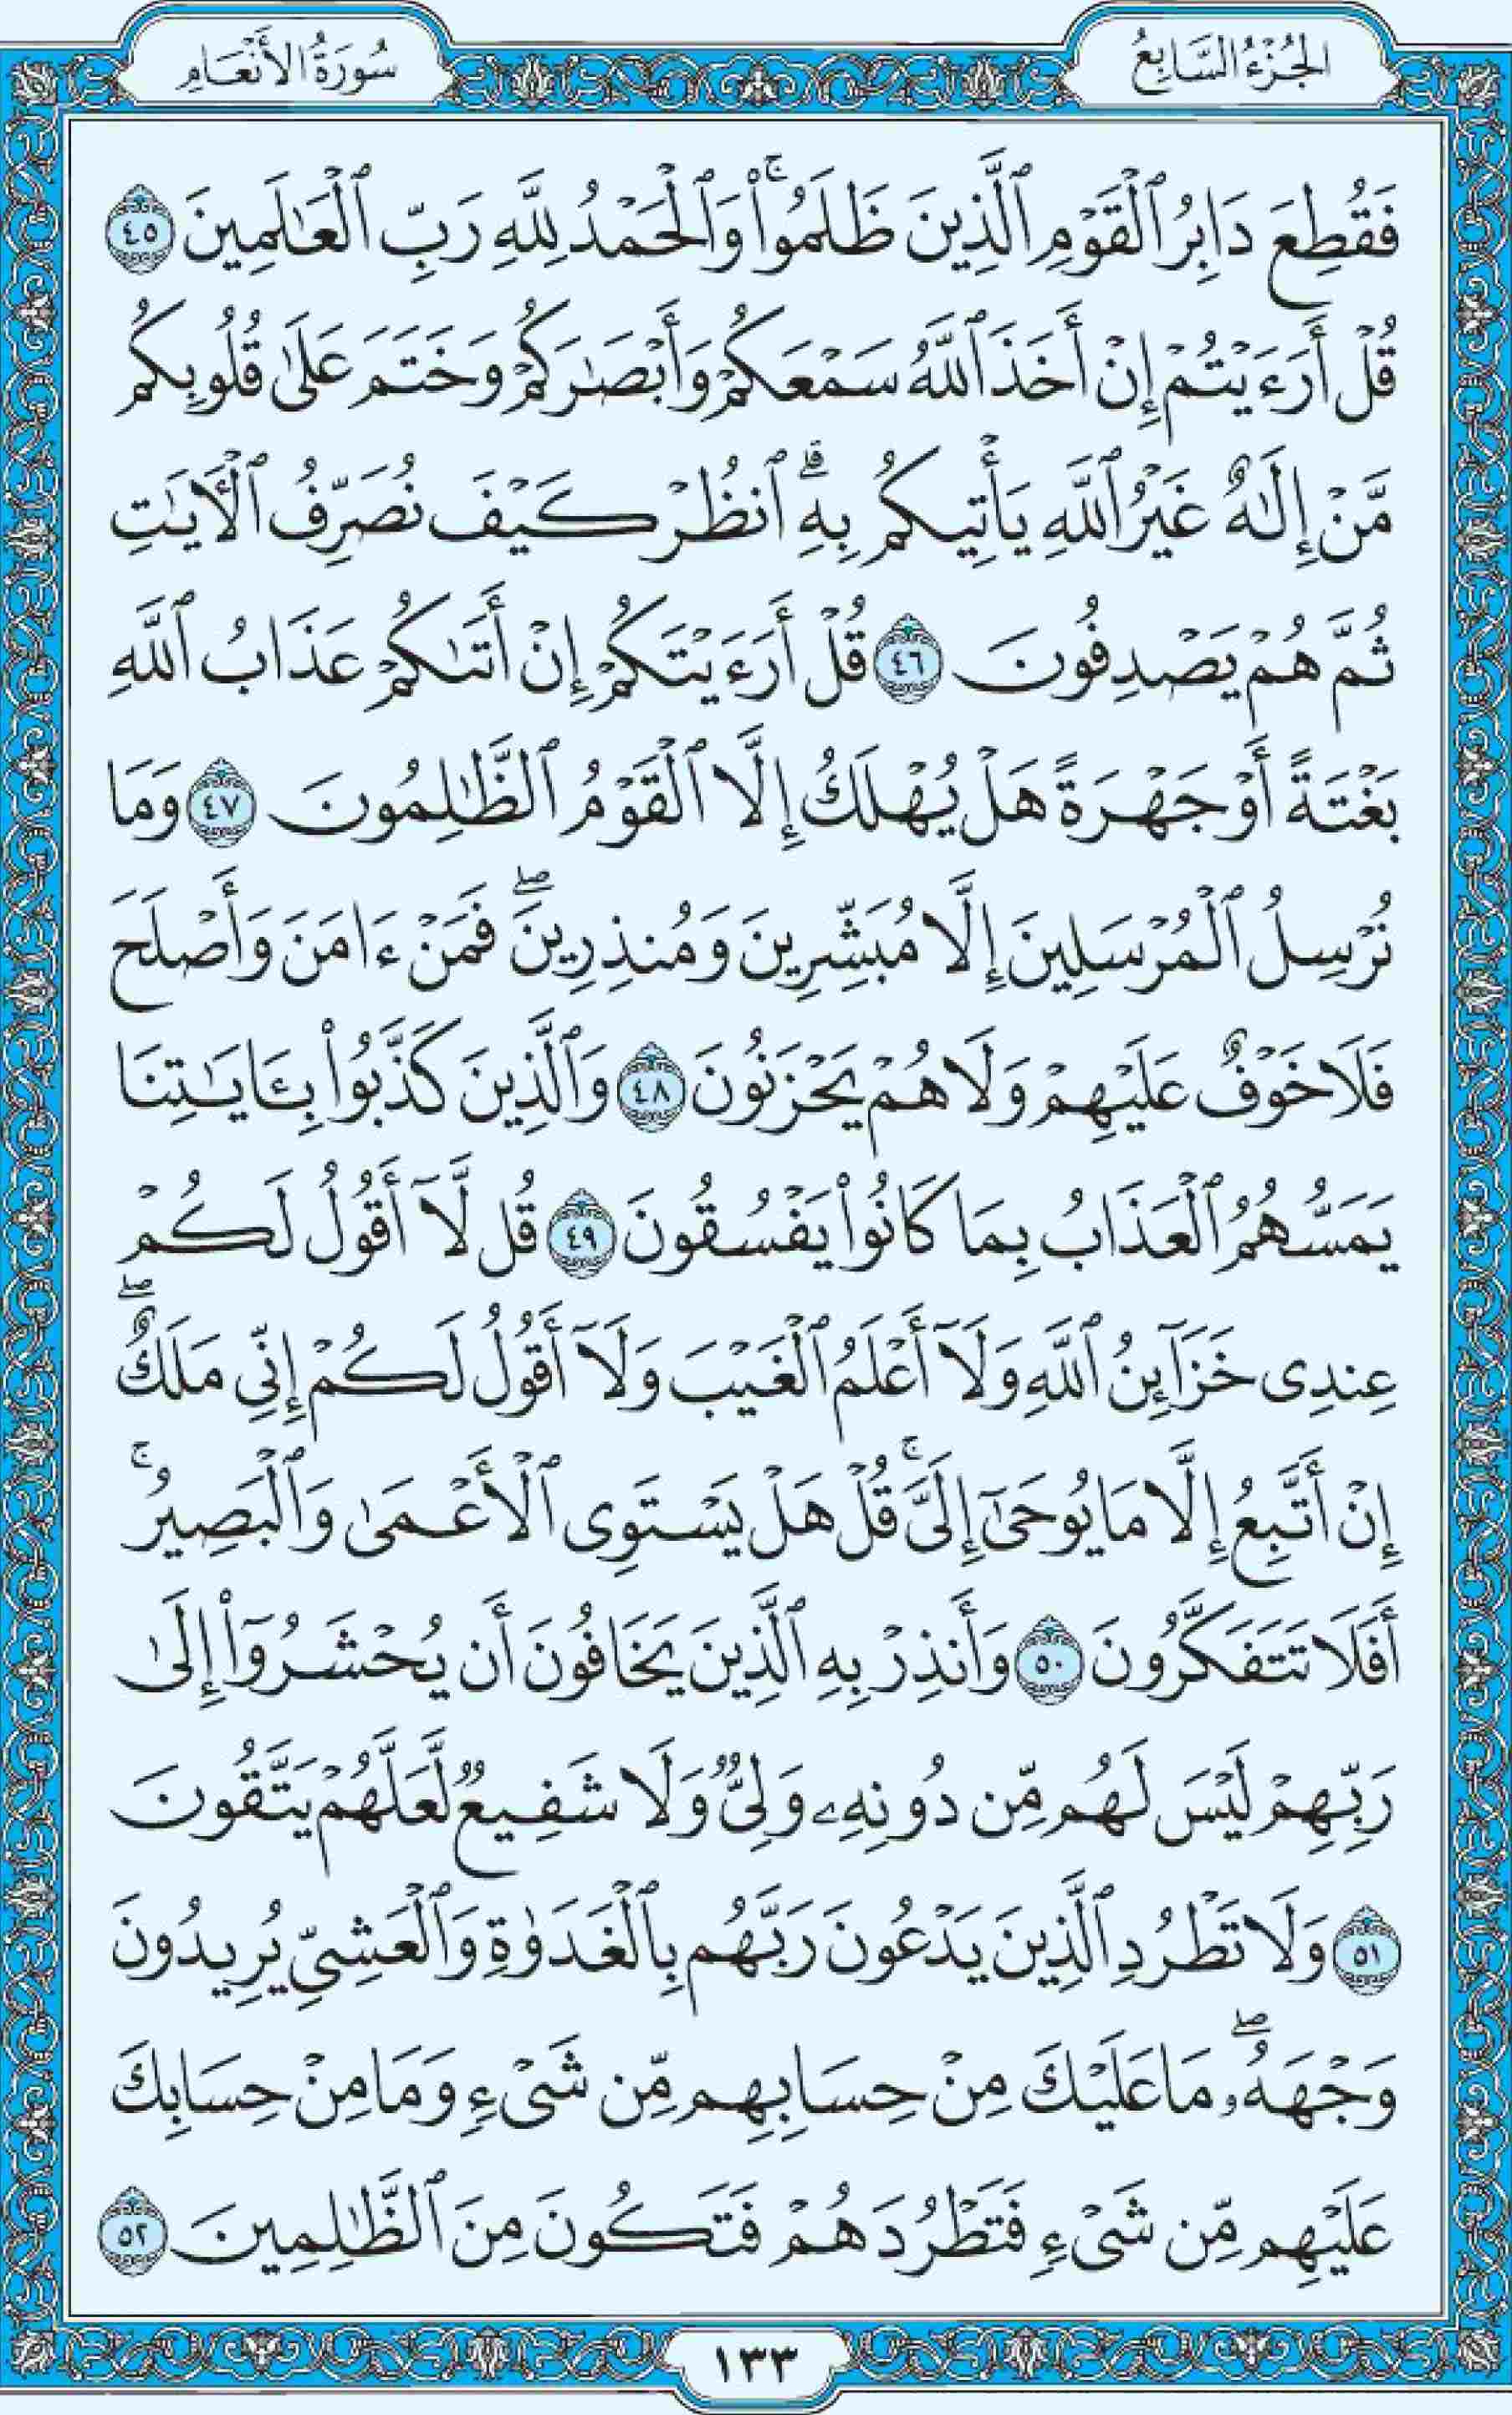 الجُزْءُ السَّابِعُ
سُورَةُ الأَنْعَامِ
فَقُطِعَ دَابِرُ ٱلْقَوْمِ ٱلَّذِينَ ظَلَمُوا۟ ۚ وَٱلْحَمْدُ لِلَّهِ رَبِّ ٱلْعَٰلَمِينَ ٤٥
قُلْ أَرَءَيْتُمْ إِنْ أَخَذَ ٱللَّهُ سَمْعَكُمْ وَأَبْصَٰرَكُمْ وَخَتَمَ عَلَىٰ قُلُوبِكُم
مَّنْ إِلَٰهٌ غَيْرُ ٱللَّهِ يَأْتِيكُم بِهِ ۗ ٱنظُرْ كَيْفَ نُصَرِّفُ ٱلْـَٔايَٰتِ
ثُمَّ هُمْ يَصْدِفُونَ ٤٦ قُلْ أَرَءَيْتَكُمْ إِنْ أَتَىٰكُمْ عَذَابُ ٱللَّهِ
بَغْتَةً أَوْ جَهْرَةً هَلْ يُهْلَكُ إِلَّا ٱلْقَوْمُ ٱلظَّٰلِمُونَ ٤٧ وَمَا
نُرْسِلُ ٱلْمُرْسَلِينَ إِلَّا مُبَشِّرِينَ وَمُنذِرِينَ ۖ فَمَنْ ءَامَنَ وَأَصْلَحَ
فَلَا خَوْفٌ عَلَيْهِمْ وَلَا هُمْ يَحْزَنُونَ ٤٨ وَٱلَّذِينَ كَذَّبُوا۟ بِـَٔايَٰتِنَا
يَمَسُّهُمُ ٱلْعَذَابُ بِمَا كَانُوا۟ يَفْسُقُونَ ٤٩ قُل لَّآ أَقُولُ لَكُمْ
عِندِى خَزَآئِنُ ٱللَّهِ وَلَآ أَعْلَمُ ٱلْغَيْبَ وَلَآ أَقُولُ لَكُمْ إِنِّى مَلَكٌ ۖ
إِنْ أَتَّبِعُ إِلَّا مَا يُوحَىٰٓ إِلَىَّ ۚ قُلْ هَلْ يَسْتَوِى ٱلْأَعْمَىٰ وَٱلْبَصِيرُ ۚ
أَفَلَا تَتَفَكَّرُونَ ٥٠ وَأَنذِرْ بِهِ ٱلَّذِينَ يَخَافُونَ أَن يُحْشَرُوٓا۟ إِلَىٰ
رَبِّهِمْ لَيْسَ لَهُم مِّن دُونِهِۦ وَلِىٌّ وَلَا شَفِيعٌ لَّعَلَّهُمْ يَتَّقُونَ
٥١ وَلَا تَطْرُدِ ٱلَّذِينَ يَدْعُونَ رَبَّهُم بِٱلْغَدَوٰةِ وَٱلْعَشِىِّ يُرِيدُونَ
وَجْهَهُۥ ۖ مَا عَلَيْكَ مِنْ حِسَابِهِم مِّن شَىْءٍ وَمَا مِنْ حِسَابِكَ
عَلَيْهِم مِّن شَىْءٍ فَتَطْرُدَهُمْ فَتَكُونَ مِنَ ٱلظَّٰلِمِينَ ٥٢
١٣٣